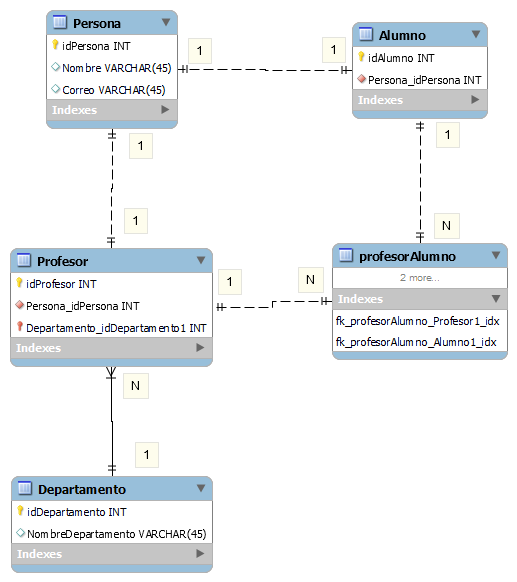 Persona
idPersona INT
Nombre VARCHAR(45)
Correo VARCHAR(45)
Indexes
1
1
Alumno
idAlumno INT
Persona_idPersona INT
Indexes
1
1
1
N
Profesor
idProfesor INT
Persona_idPersona INT
Departamento_idDepartamento1 INT
Indexes
1
N
profesorAlumno
2 more...
Indexes
fk_profesorAlumno_Profesor1_idx
fk_profesorAlumno_Alumno1_idx
N
1
Departamento
idDepartamento INT
NombreDepartamento VARCHAR(45)
Indexes